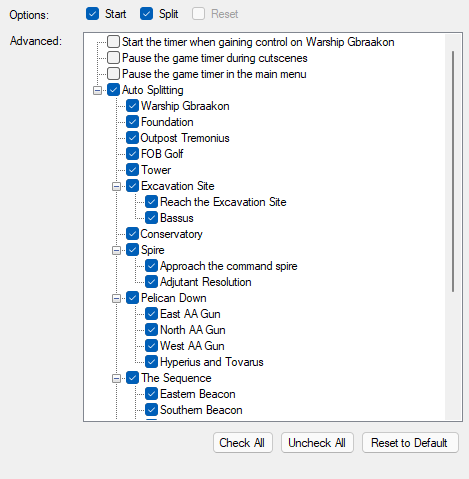 Options: Start Split Reset
Advanced:
Start the timer when gaining control on Warship Gbraakon
Pause the game timer during cutscenes
Pause the game timer in the main menu
Auto Splitting
Warship Gbraakon
Foundation
Outpost Tremonius
FOB Golf
Tower
Excavation Site
Reach the Excavation Site
Bassus
Conservatory
Spire
Approach the command spire
Adjutant Resolution
Pelican Down
East AA Gun
North AA Gun
West AA Gun
Hyperius and Tovarus
The Sequence
Eastern Beacon
Southern Beacon
Check All Uncheck All Reset to Default